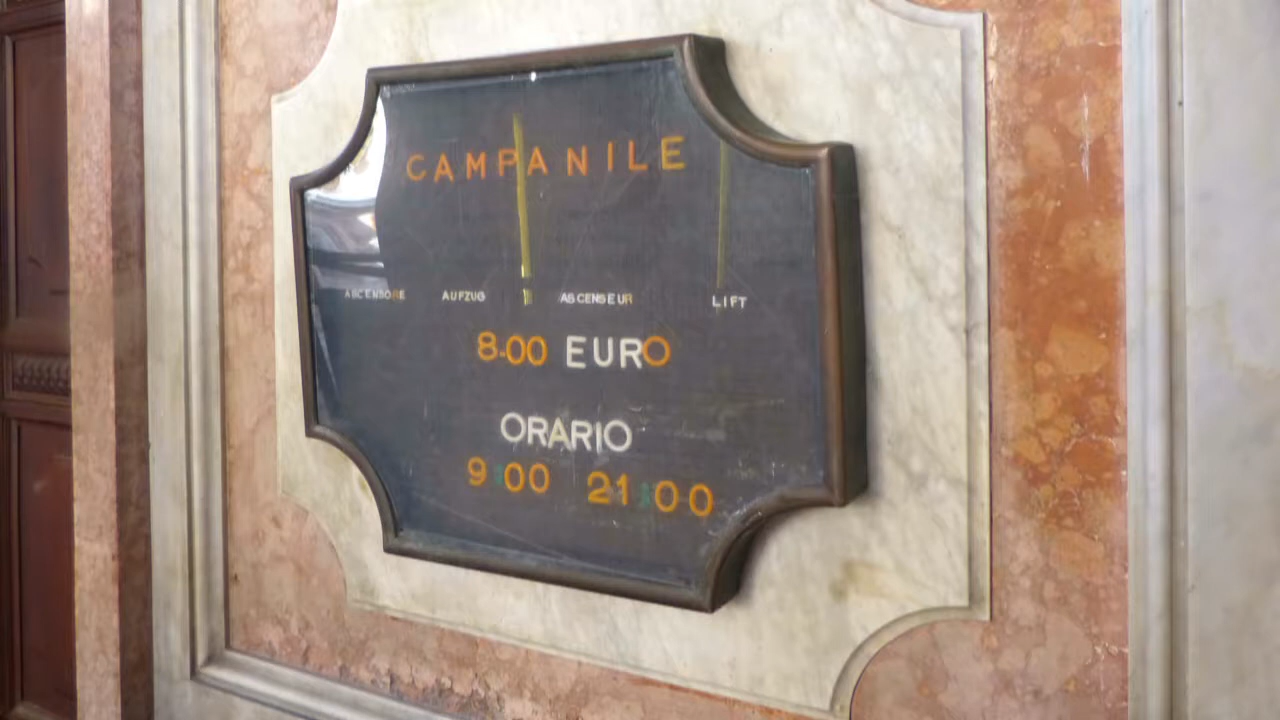 CAMPANILE
ASCENSORE AUFZUG ASCENSEUR LIFT
8.00 EURO
ORARIO
9:00 21:00